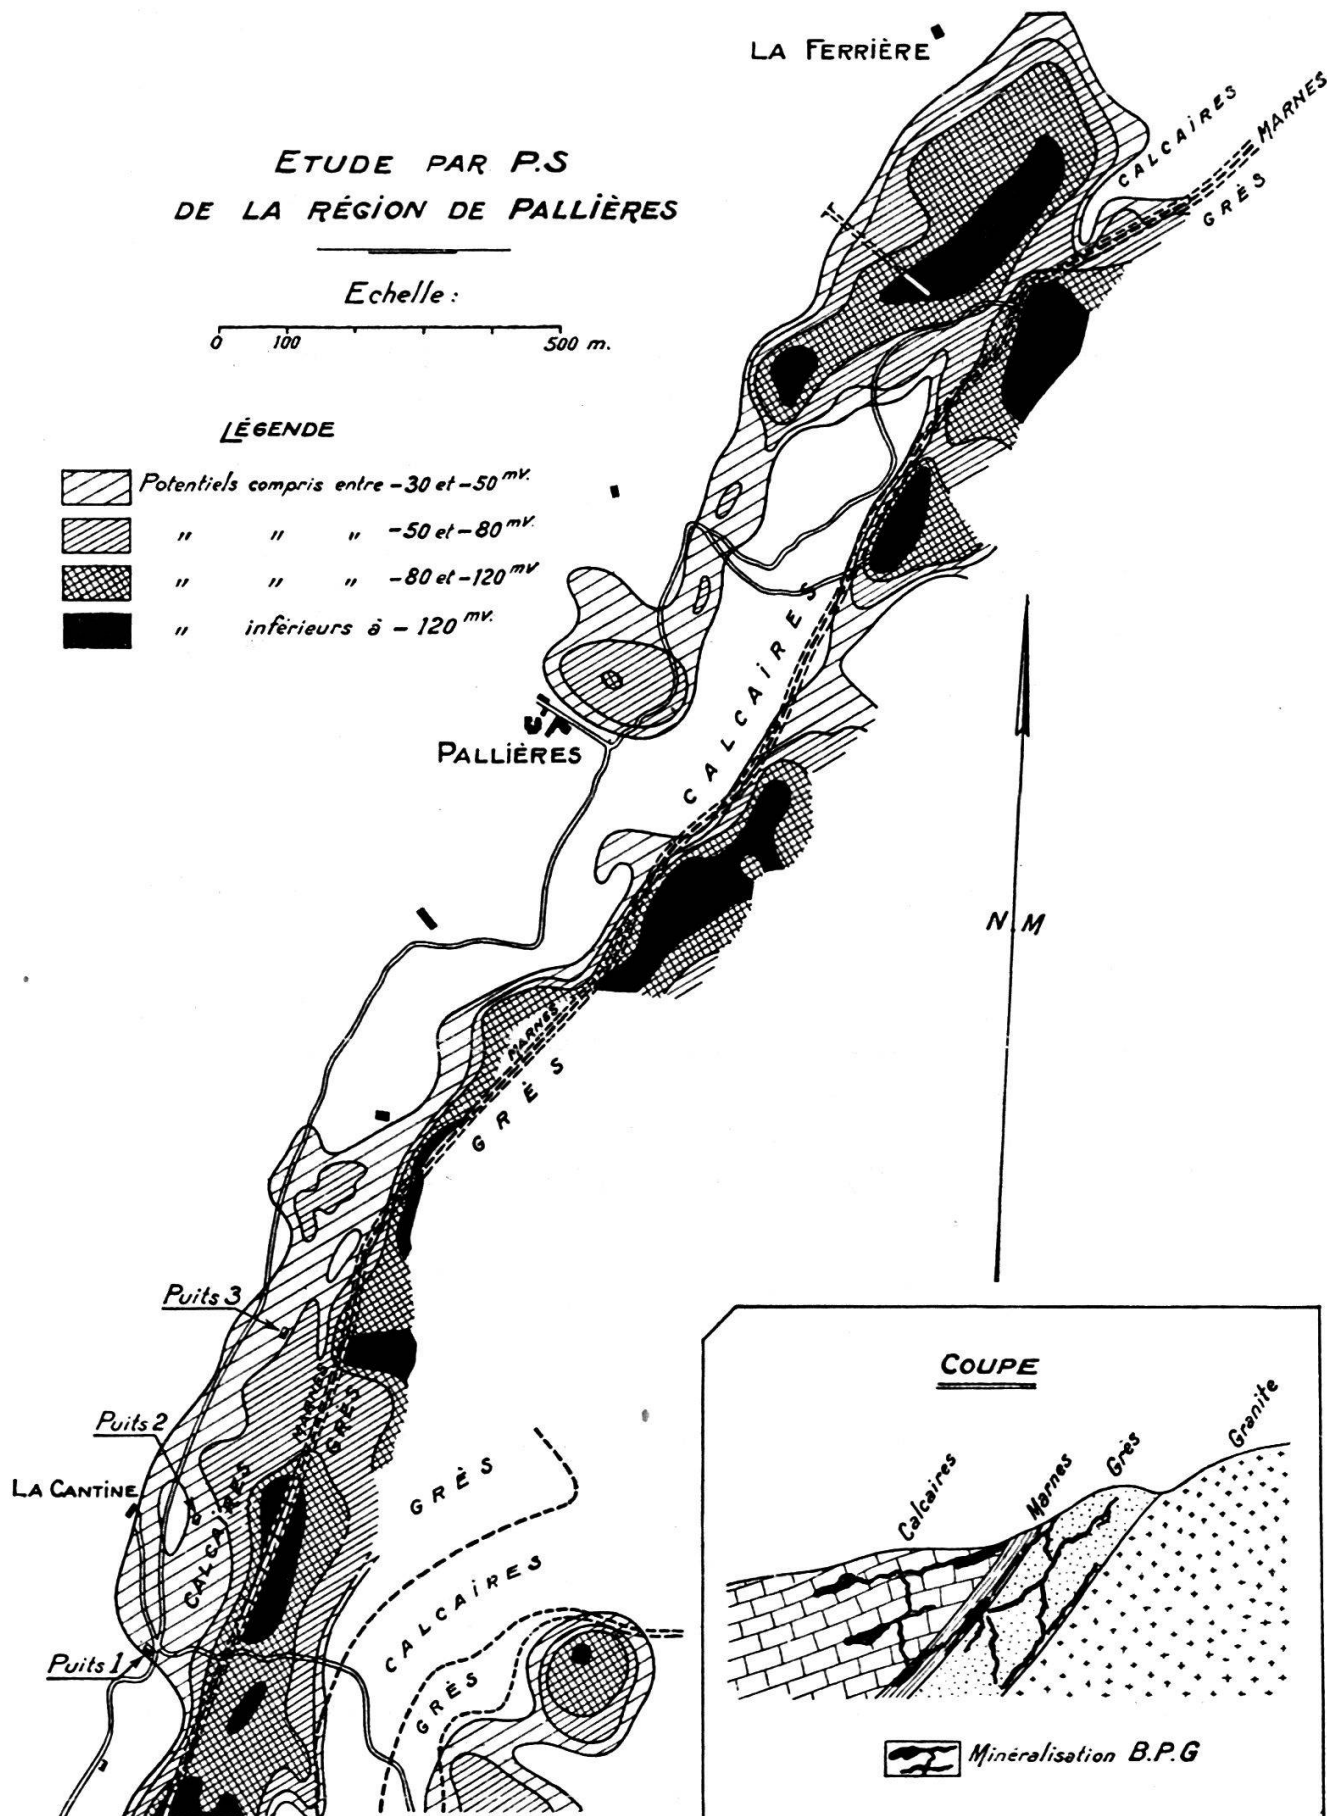 LA FERRIÈRE
CALCAIRES
MARNES
GRÈS
ETUDE PAR P.S
DE LA RÉGION DE PALLIÈRES
Echelle :
0 100 500 m.
LÉGENDE
Potentiels compris entre -30 et -50 mV.
" " " -50 et -80 mV.
" " " -80 et -120 mV
" inférieurs à - 120 mV.
CALCAIRES
PALLIÈRES
N.M
MARNES
GRÈS
Puits 3
MARNES
GRÈS
Puits 2
LA CANTINE
CALCAIRES
GRÈS
CALCAIRES
GRÈS
Puits 1
COUPE
Calcaires
Marnes
Grès
Granite
Minéralisation B.P.G